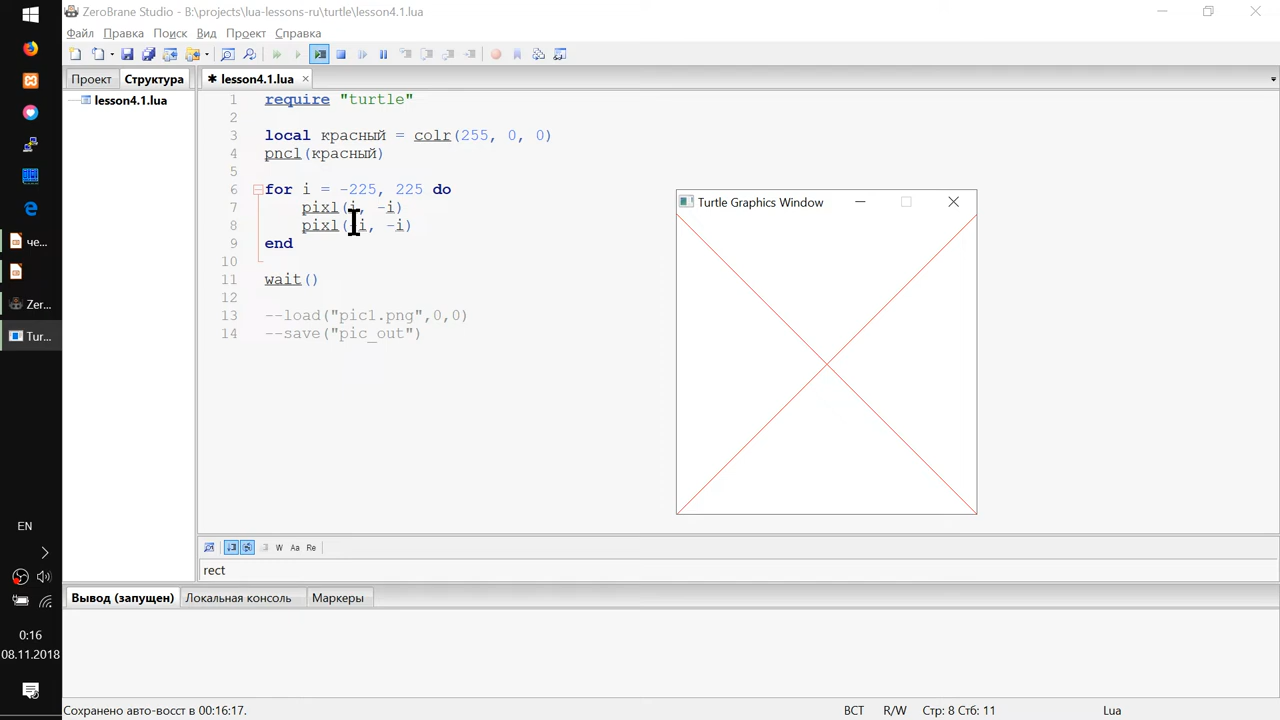 ZeroBrane Studio - B:\projects\lua-lessons-ru\turtle\lesson4.1.lua
Файл Правка Поиск Вид Проект Справка
Проект Структура
✱ lesson4.1.lua
lesson4.1.lua
1 require "turtle"
2
3 local красный = colr(255, 0, 0)
4 pncl(красный)
5
6 for i = -225, 225 do
7 pixl(i, -i)
8 pixl(-i, -i)
9 end
10
11 wait()
12
13 --load("pic1.png",0,0)
14 --save("pic_out")
Turtle Graphics Window
че...
Zer...
Tur...
EN
0:16
08.11.2018
W Aa Re
rect
Вывод (запущен) Локальная консоль Маркеры
Сохранено авто-восст в 00:16:17. ВСТ R/W Стр: 8 Стб: 11 Lua